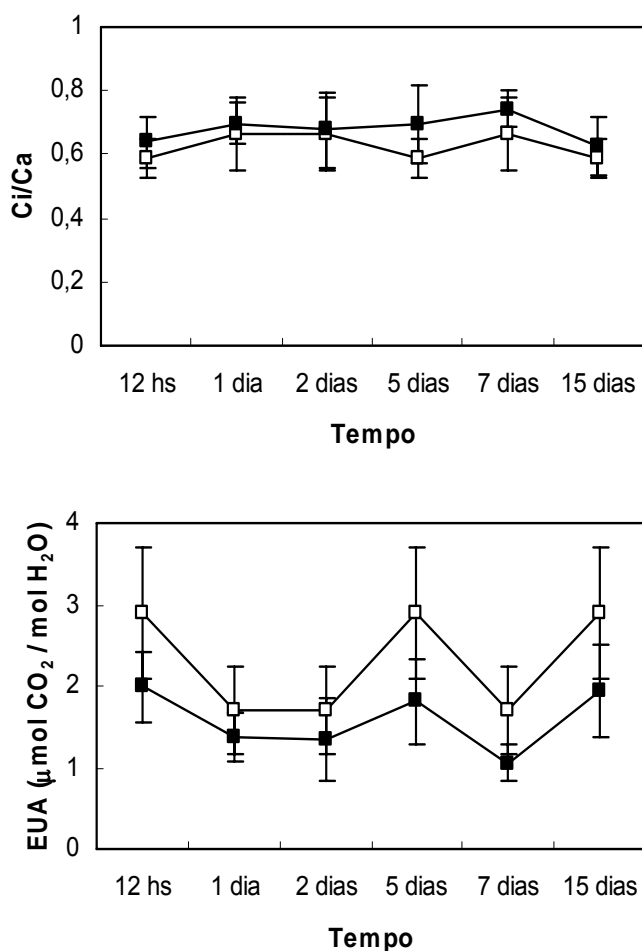 1
0,8
0,6
0,4
0,2
0
Ci/Ca
12 hs 1 dia 2 dias 5 dias 7 dias 15 dias
Tempo
4
3
2
1
0
EUA (μmol CO₂ / mol H₂O)
12 hs 1 dia 2 dias 5 dias 7 dias 15 dias
Tempo